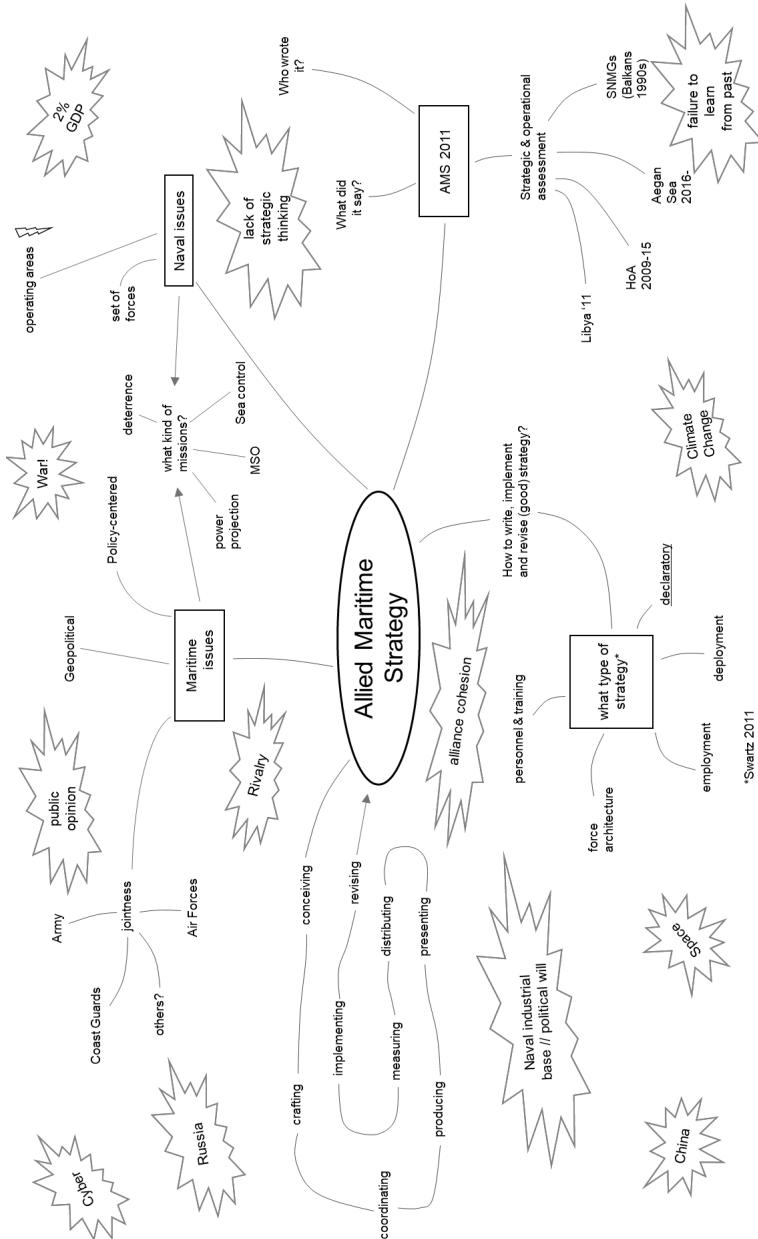 Cyber
Russia
Coast Guards
others?
Army
jointness
Air Forces
public
opinion
Geopolitical
Policy-centered
Maritime
issues
Rivalry
War!
operating areas
2%
GDP
set of
forces
Naval issues
deterrence
what kind of
missions?
power
projection
MSO
Sea control
lack of
strategic
thinking
Who wrote
it?
What did
it say?
AMS 2011
Allied Maritime
Strategy
conceiving
crafting
coordinating
producing
presenting
distributing
measuring
implementing
revising
alliance cohesion
How to write, implement
and revise (good) strategy?
Strategic & operational
assessment
Libya ‘11
HoA
2009-15
Aegan
Sea
2016-
SNMGs
(Balkans
1990s)
failure to
learn
from past
Naval industrial
base // political will
personnel & training
what type of
strategy*
force
architecture
employment
deployment
declaratory
Climate
Change
China
Space
*Swartz 2011